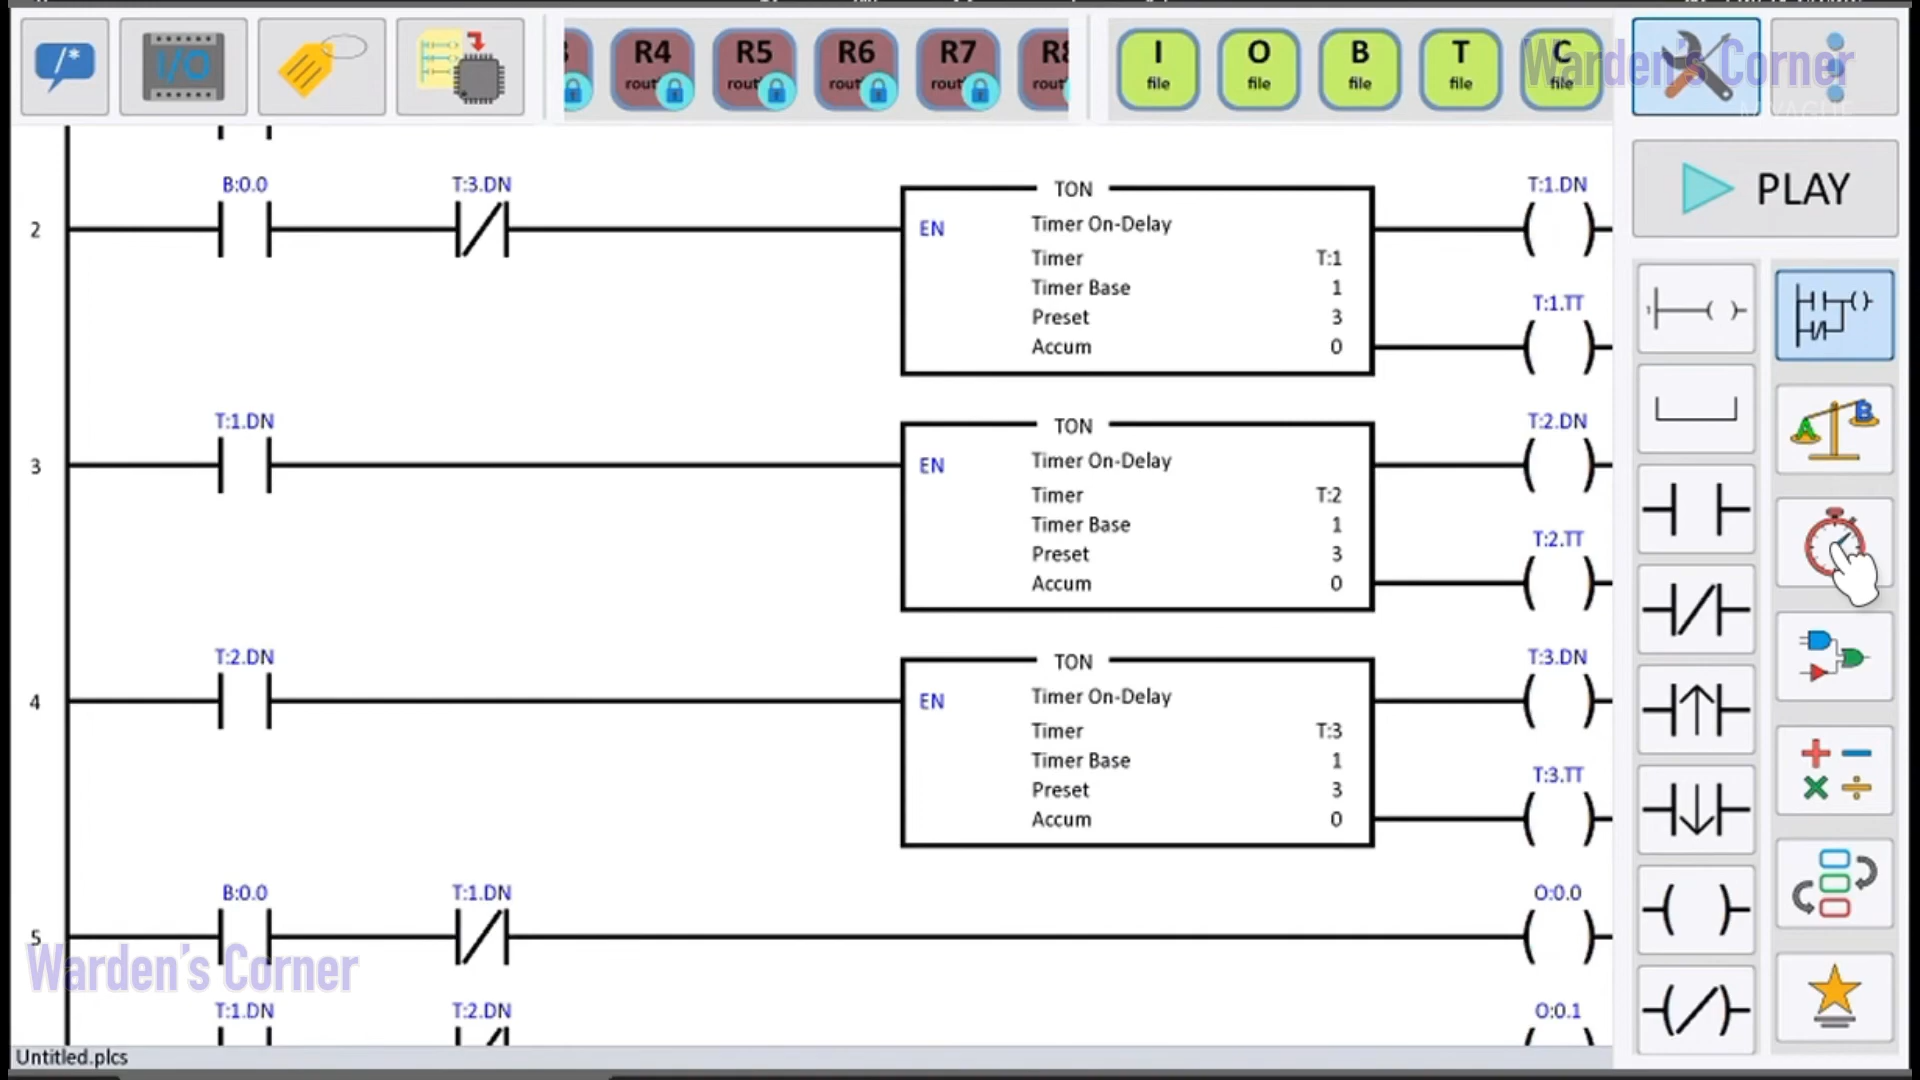 /*
I/O
R4
rout
R5
rout
R6
rout
R7
rout
R8
rout
I
file
O
file
B
file
T
file
C
file
Warden's Corner
PLAY
2
B:0.0
T:3.DN
TON
EN
Timer On-Delay
Timer T:1
Timer Base 1
Preset 3
Accum 0
T:1.DN
T:1.TT
3
T:1.DN
TON
EN
Timer On-Delay
Timer T:2
Timer Base 1
Preset 3
Accum 0
T:2.DN
T:2.TT
4
T:2.DN
TON
EN
Timer On-Delay
Timer T:3
Timer Base 1
Preset 3
Accum 0
T:3.DN
T:3.TT
5
B:0.0
T:1.DN
O:0.0
Warden's Corner
T:1.DN
T:2.DN
O:0.1
A
B
Untitled.plcs